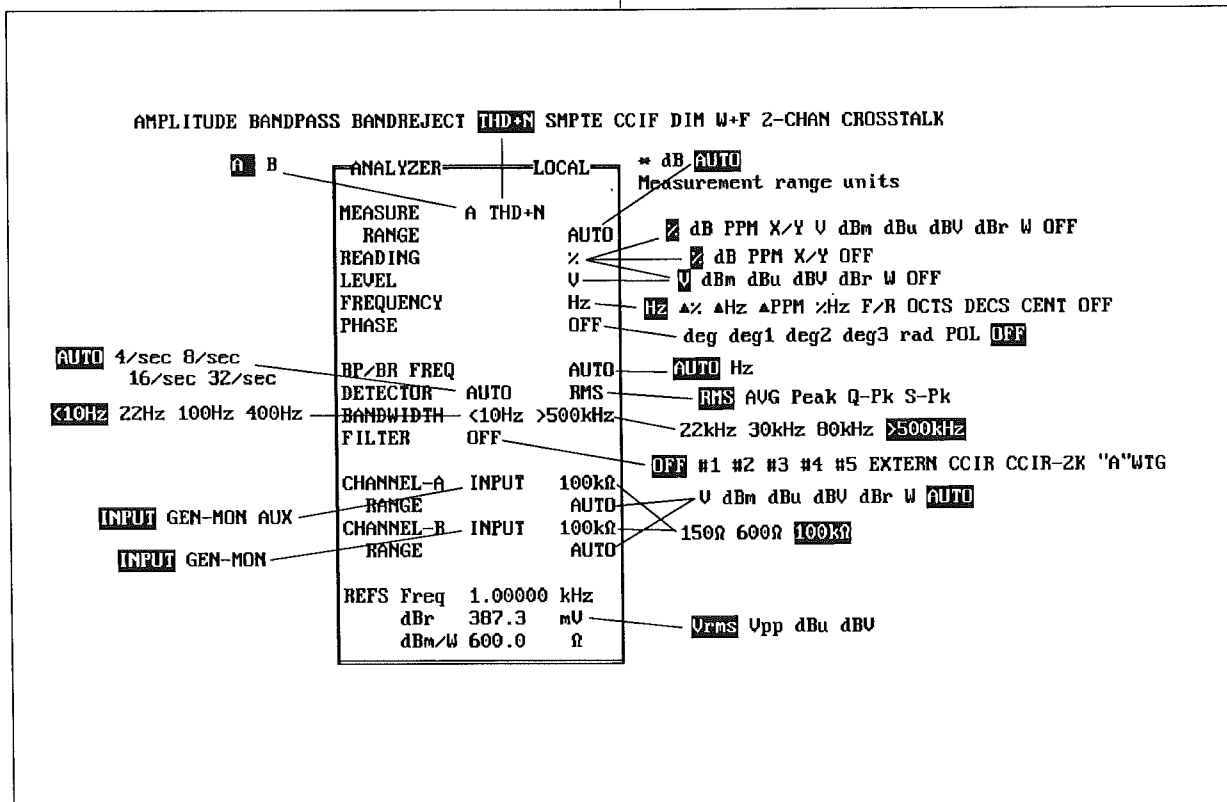 AMPLITUDE BANDPASS BANDREJECT THD+N SMPTE CCIF DIM W+F 2-CHAN CROSSTALK
A B
ANALYZER LOCAL
* dB AUTO
Measurement range units
MEASURE A THD+N
RANGE AUTO
% dB PPM X/Y V dBm dBu dBV dBr W OFF
READING %
% dB PPM X/Y OFF
LEVEL V
V dBm dBu dBV dBr W OFF
FREQUENCY Hz
Hz ▲% ▲Hz ▲PPM %Hz F/R OCTS DECS CENT OFF
PHASE OFF
deg deg1 deg2 deg3 rad POL OFF
AUTO 4/sec 8/sec
16/sec 32/sec
BP/BR FREQ AUTO
AUTO Hz
DETECTOR AUTO RMS
RMS AVG Peak Q-Pk S-Pk
<10Hz 22Hz 100Hz 400Hz
BANDWIDTH <10Hz >500kHz
22kHz 30kHz 80kHz >500kHz
FILTER OFF
OFF #1 #2 #3 #4 #5 EXTERN CCIR CCIR-2K "A"WTG
CHANNEL-A INPUT 100kΩ
V dBm dBu dBV dBr W AUTO
RANGE AUTO
INPUT GEN-MON AUX
CHANNEL-B INPUT 100kΩ
150Ω 600Ω 100kΩ
RANGE AUTO
INPUT GEN-MON
REFS Freq 1.00000 kHz
dBr 387.3 mV
Vrms Vpp dBu dBV
dBm/W 600.0 Ω